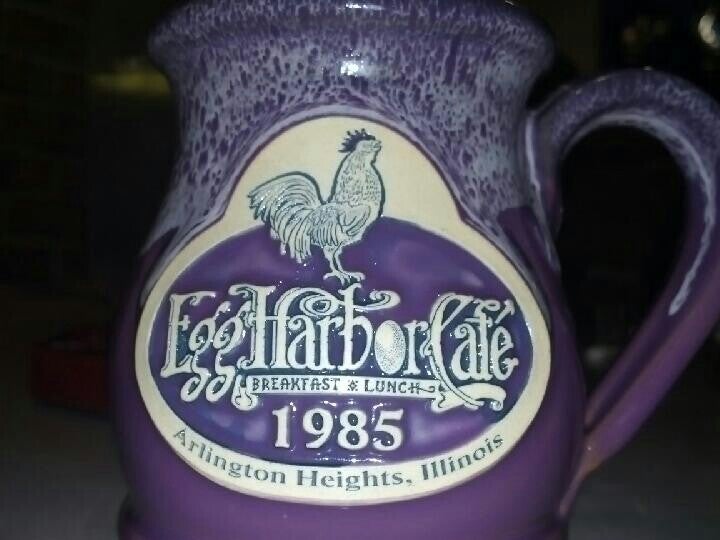 Egg Harbor Café
BREAKFAST * LUNCH
1985
Arlington Heights, Illinois